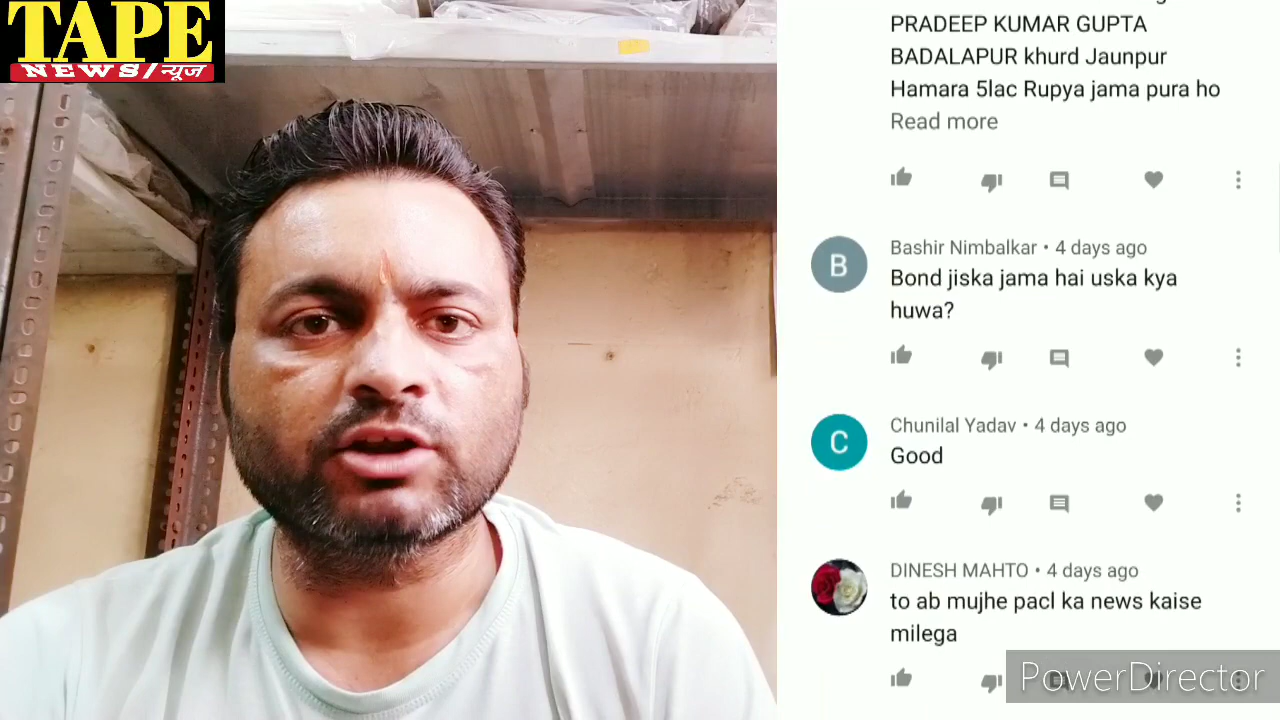 TAPE
NEWS/न्यूज
PRADEEP KUMAR GUPTA
BADALAPUR khurd Jaunpur
Hamara 5lac Rupya jama pura ho
Read more
B
Bashir Nimbalkar • 4 days ago
Bond jiska jama hai uska kya
huwa?
C
Chunilal Yadav • 4 days ago
Good
DINESH MAHTO • 4 days ago
to ab mujhe pacl ka news kaise
milega
PowerDirector